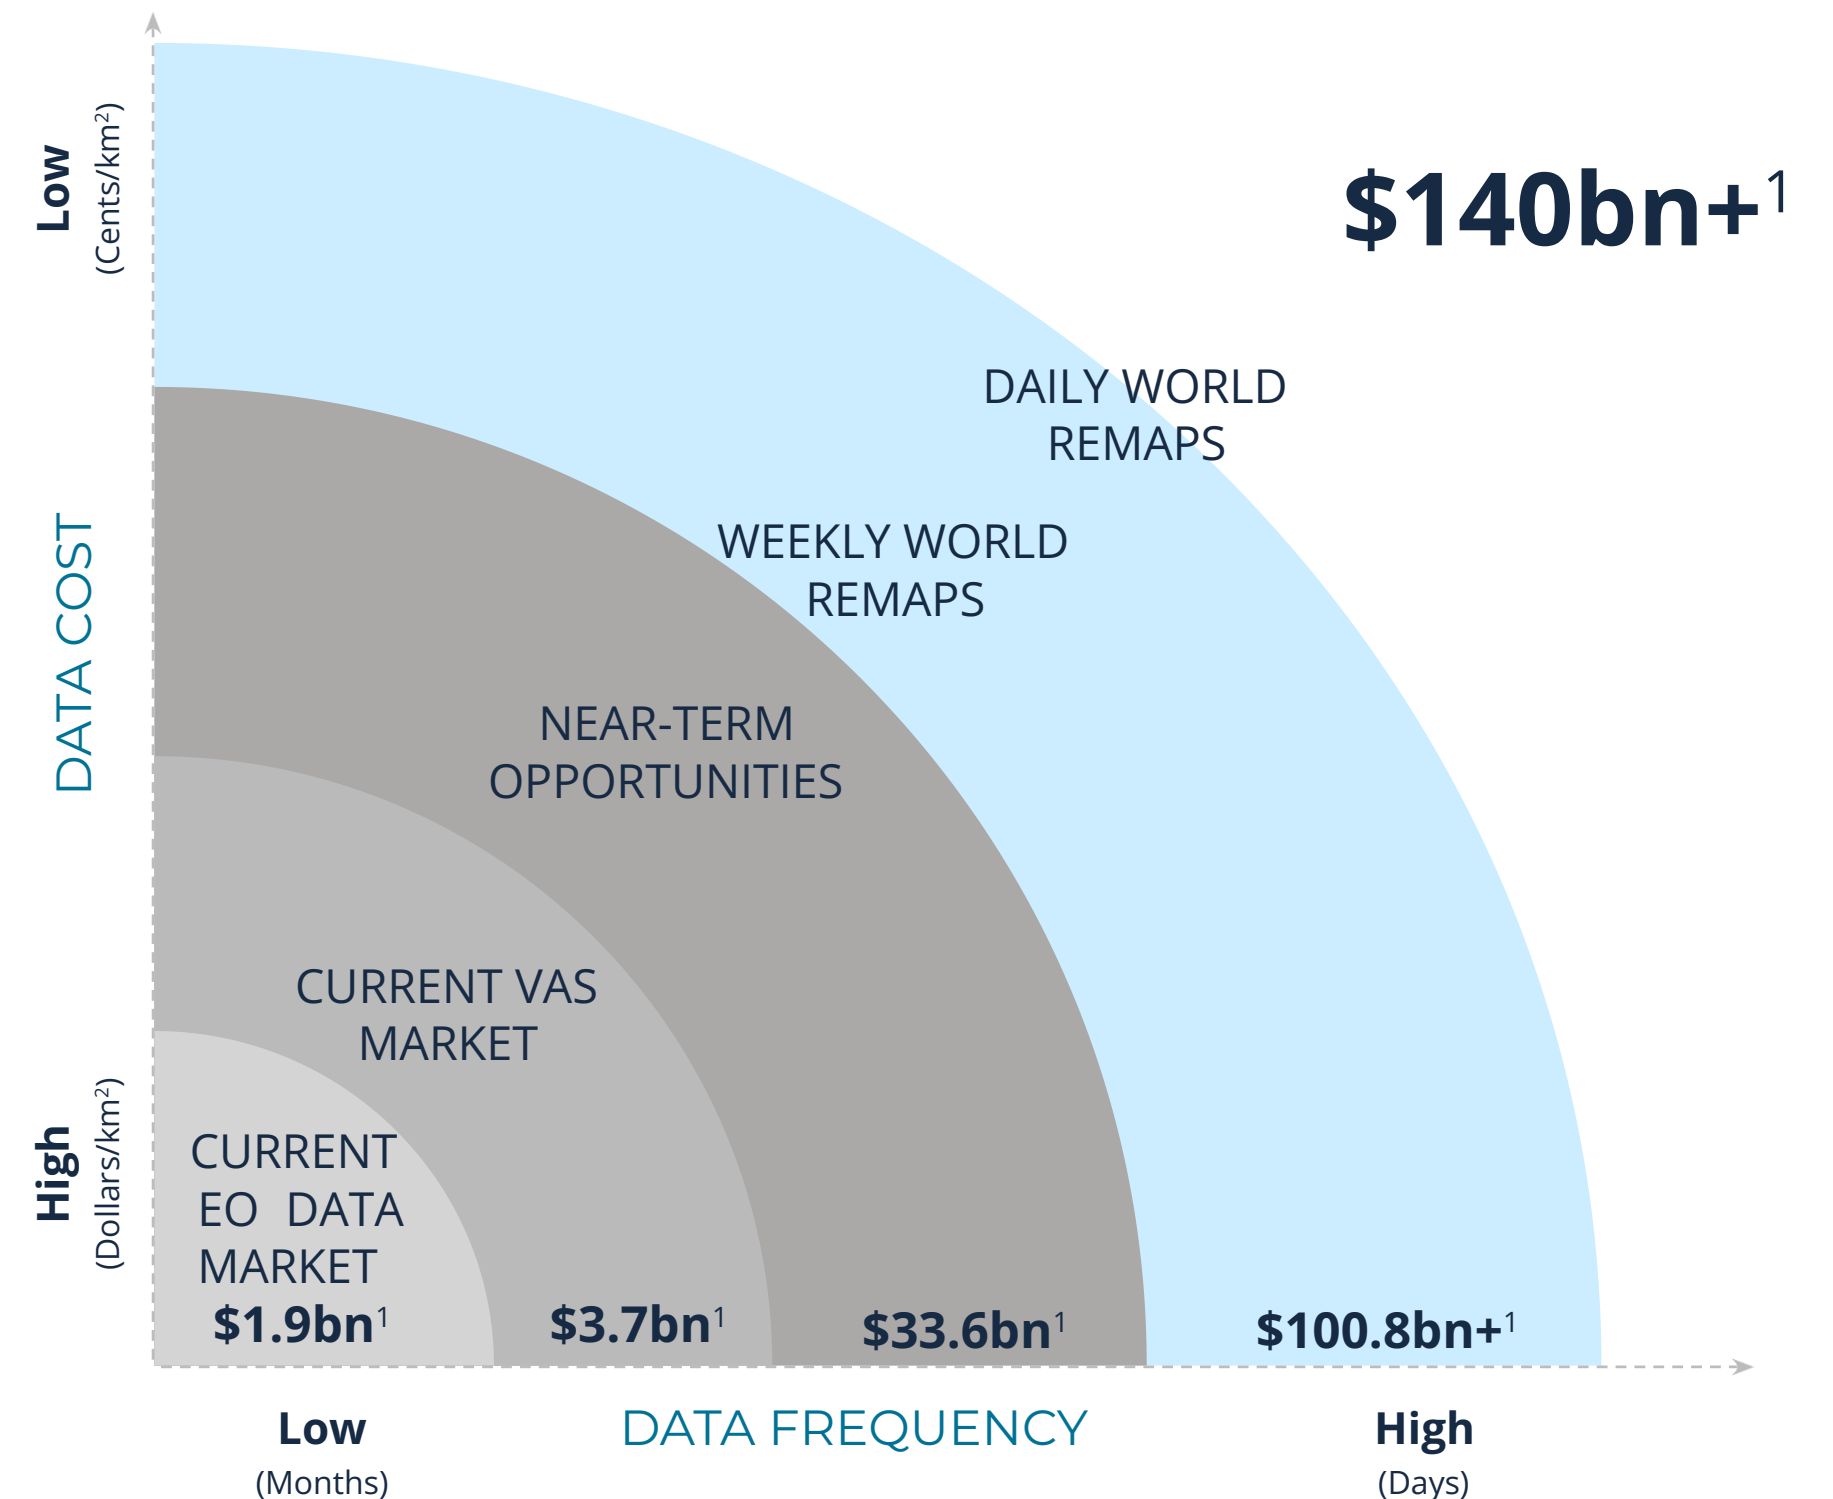 Low
(Cents/km²)
$140bn+¹
DAILY WORLD
REMAPS
WEEKLY WORLD
REMAPS
DATA COST
NEAR-TERM
OPPORTUNITIES
CURRENT VAS
MARKET
High
(Dollars/km²)
CURRENT
EO DATA
MARKET
$1.9bn¹
$3.7bn¹
$33.6bn¹
$100.8bn+¹
Low
(Months)
DATA FREQUENCY
High
(Days)